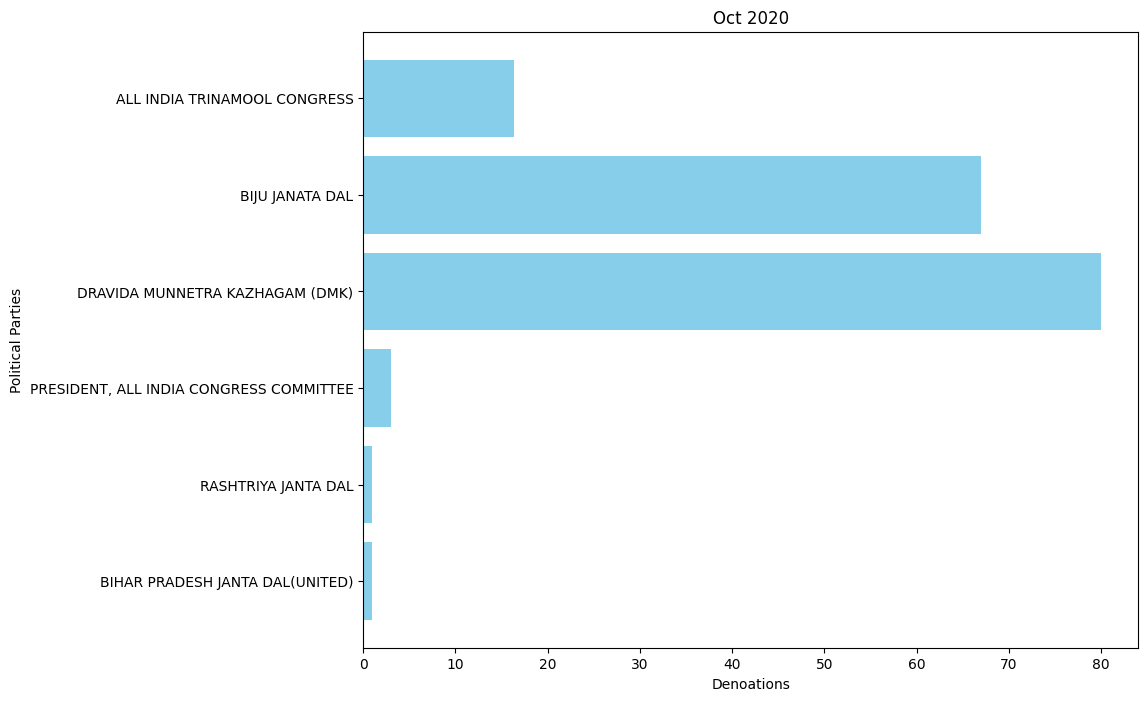 Oct 2020
Political Parties
ALL INDIA TRINAMOOL CONGRESS
BIJU JANATA DAL
DRAVIDA MUNNETRA KAZHAGAM (DMK)
PRESIDENT, ALL INDIA CONGRESS COMMITTEE
RASHTRIYA JANTA DAL
BIHAR PRADESH JANTA DAL(UNITED)
0 10 20 30 40 50 60 70 80
Denoations